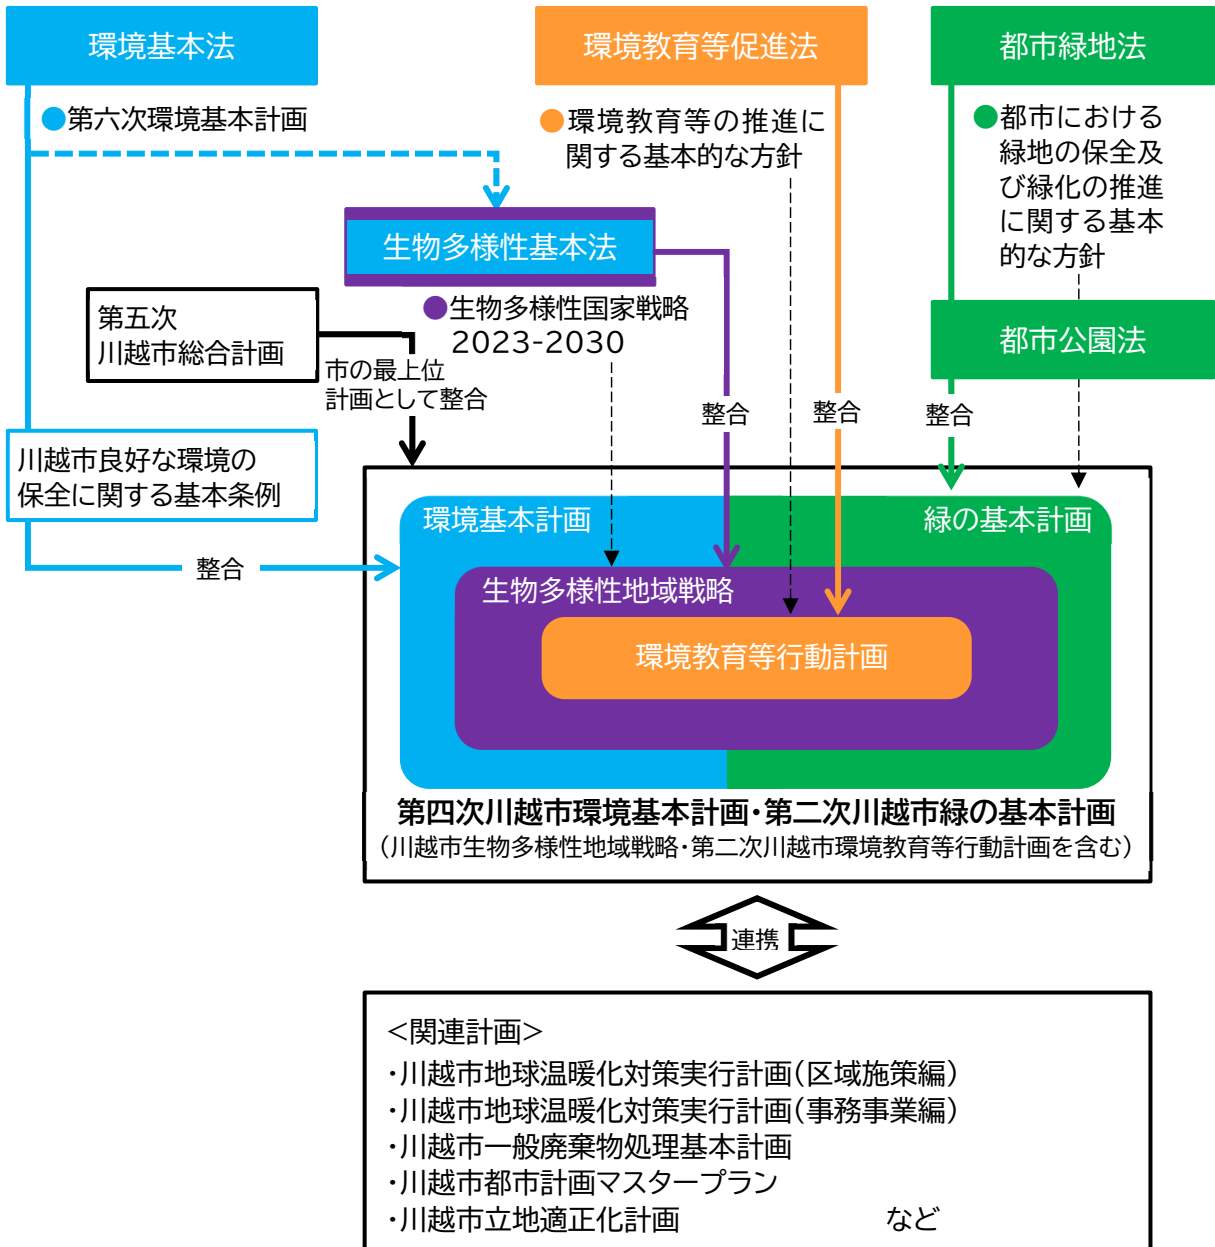 環境基本法
環境教育等促進法
都市緑地法
●第六次環境基本計画
●環境教育等の推進に
関する基本的な方針
●都市における
緑地の保全及
び緑化の推進
に関する基本
的な方針
生物多様性基本法
●生物多様性国家戦略
2023-2030
第五次
川越市総合計画
都市公園法
市の最上位
計画として整合
整合
整合
整合
川越市良好な環境の
保全に関する基本条例
整合
環境基本計画
緑の基本計画
生物多様性地域戦略
環境教育等行動計画
第四次川越市環境基本計画・第二次川越市緑の基本計画
(川越市生物多様性地域戦略・第二次川越市環境教育等行動計画を含む)
連携
<関連計画>
・川越市地球温暖化対策実行計画(区域施策編)
・川越市地球温暖化対策実行計画(事務事業編)
・川越市一般廃棄物処理基本計画
・川越市都市計画マスタープラン
・川越市立地適正化計画 など